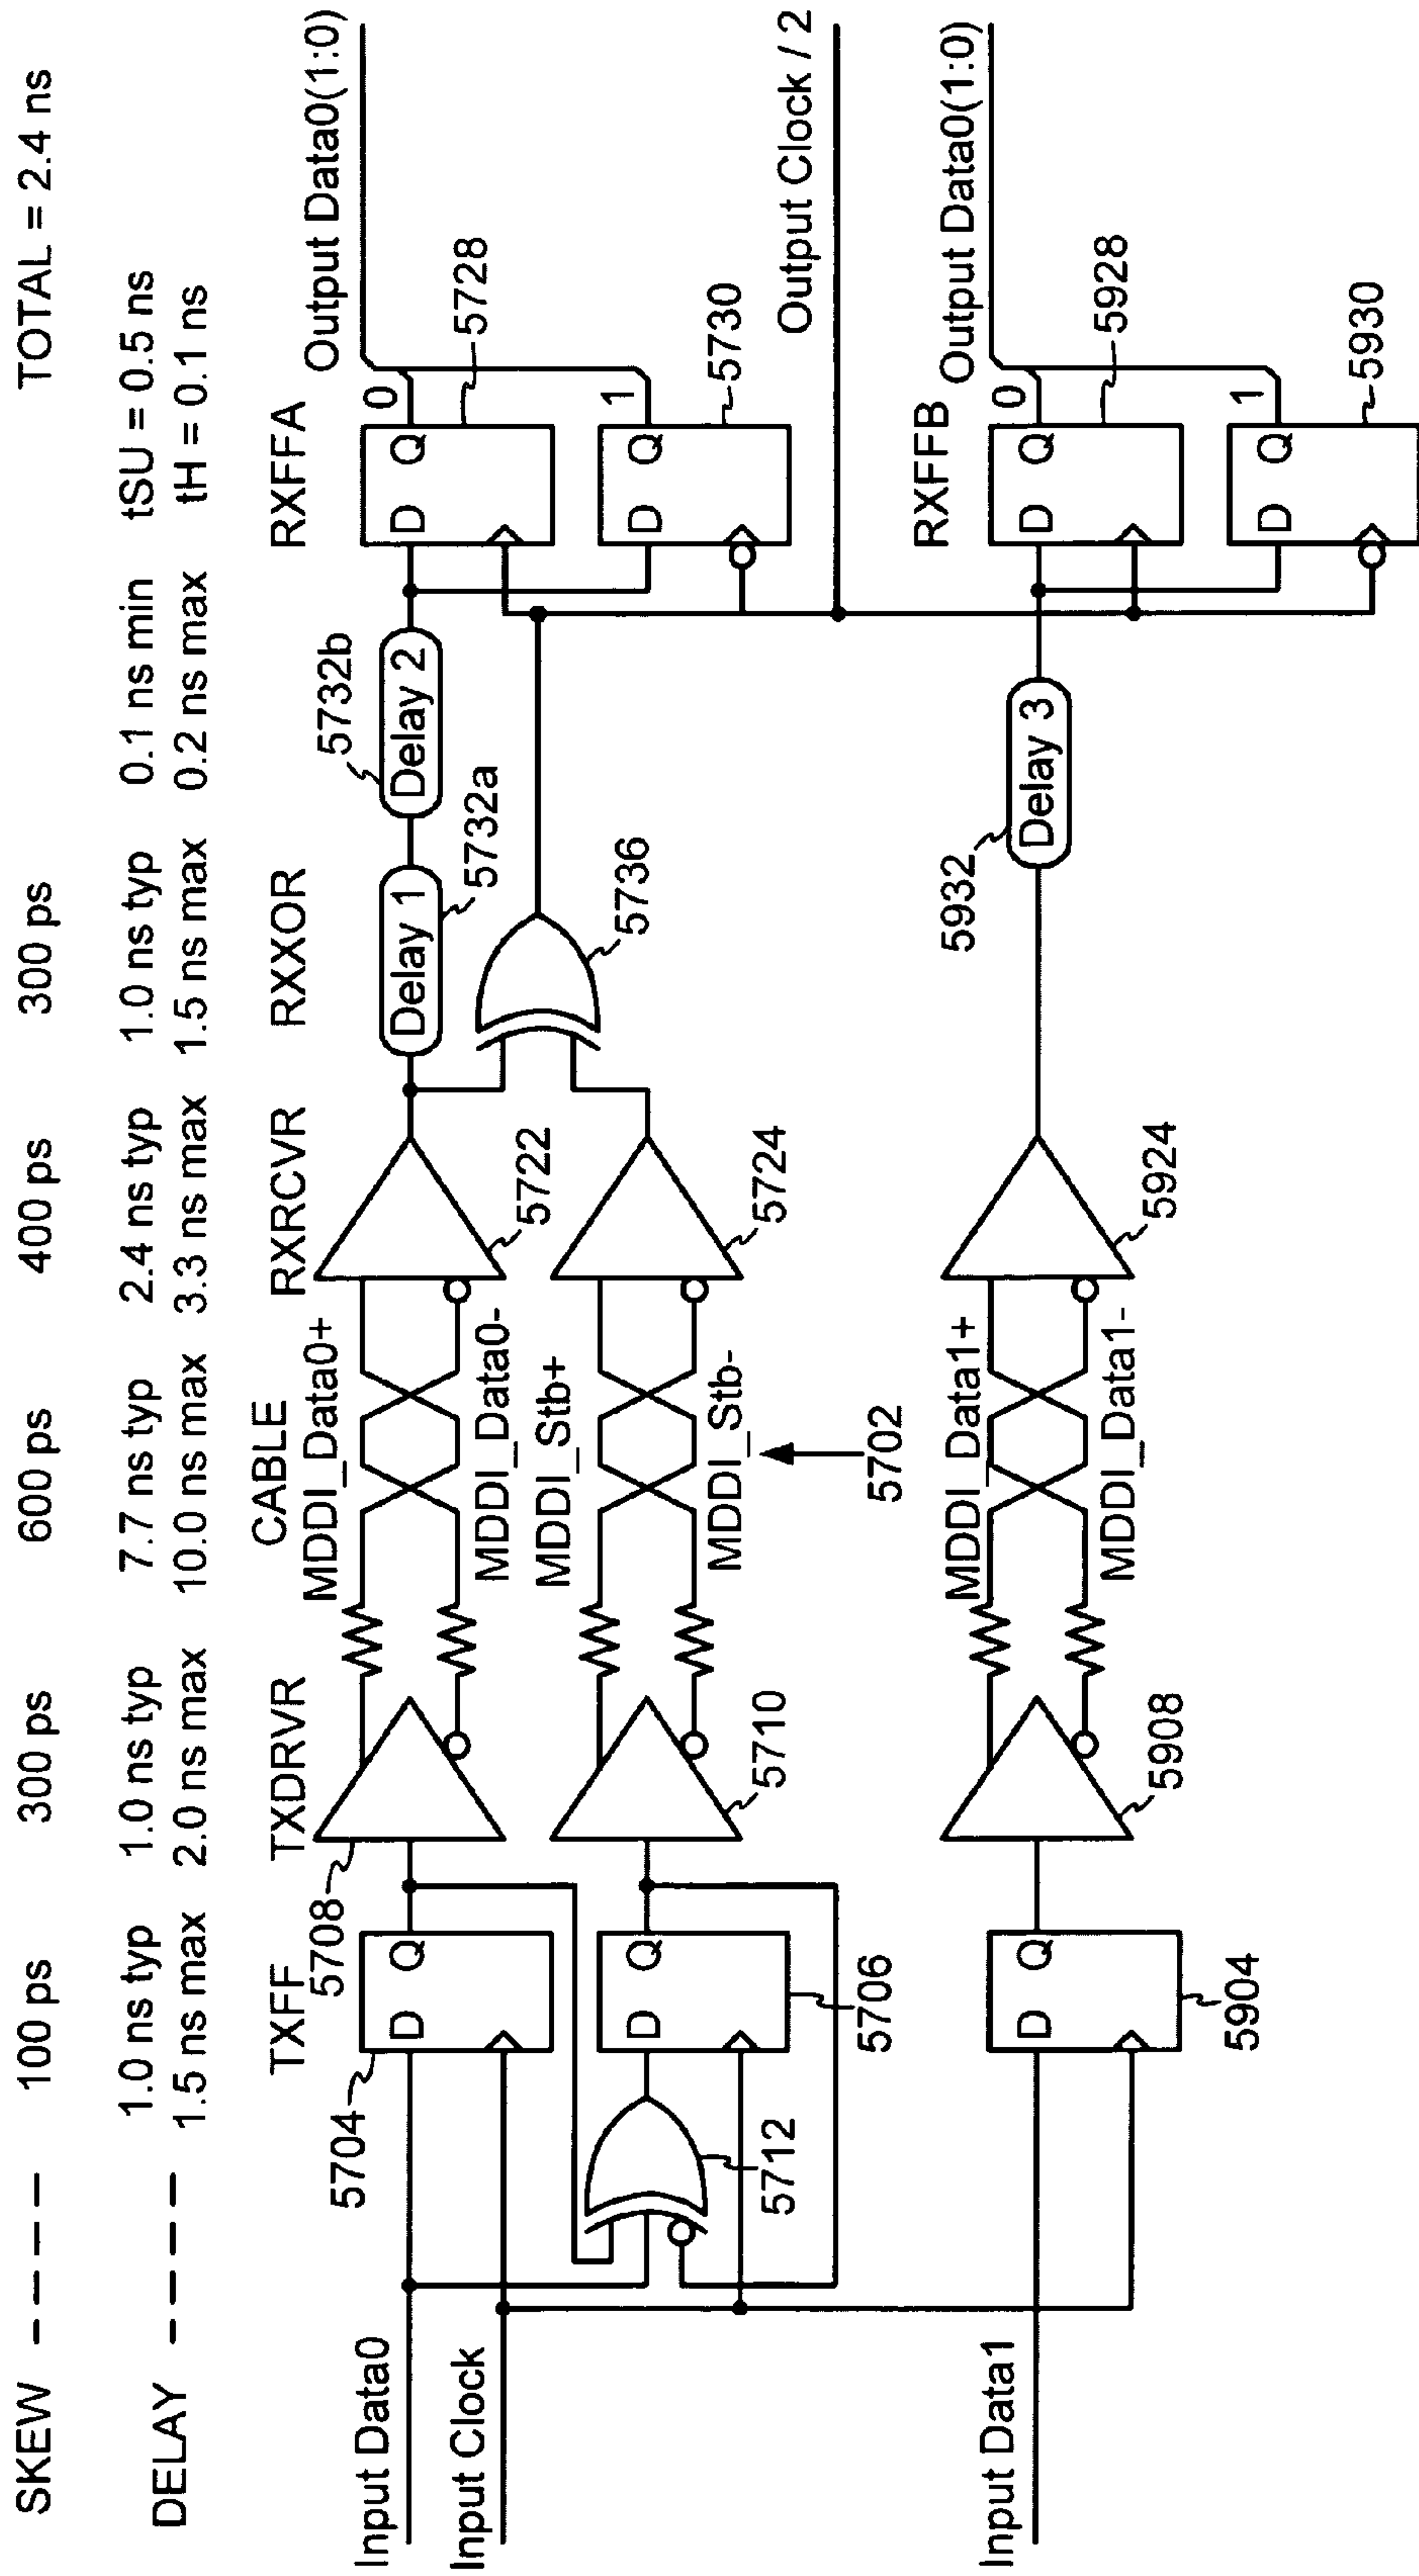 SKEW 100 ps 300 ps 600 ps 400 ps 300 ps TOTAL = 2.4 ns
DELAY 1.0 ns typ 1.0 ns typ 7.7 ns typ 2.4 ns typ 1.0 ns typ 0.1 ns min tSU = 0.5 ns
1.5 ns max 2.0 ns max 10.0 ns max 3.3 ns max 1.5 ns max 0.2 ns max tH = 0.1 ns
TXFF TXDRVR CABLE RXRCVR RXXOR RXFFA
Input Data0
Input Clock
5704
D Q
5708
MDDI_Data0+
MDDI_Data0-
5722
Delay 1
5732a
Delay 2
5732b
D Q
0
5728
Output Data0(1:0)
5712
D Q
5706
5710
MDDI_Stb+
MDDI_Stb-
5702
5724
5736
D Q
1
5730
Output Clock / 2
Input Data1
D Q
5904
5908
MDDI_Data1+
MDDI_Data1-
5924
5932
Delay 3
RXFFB
D Q
0
5928
Output Data0(1:0)
D Q
1
5930